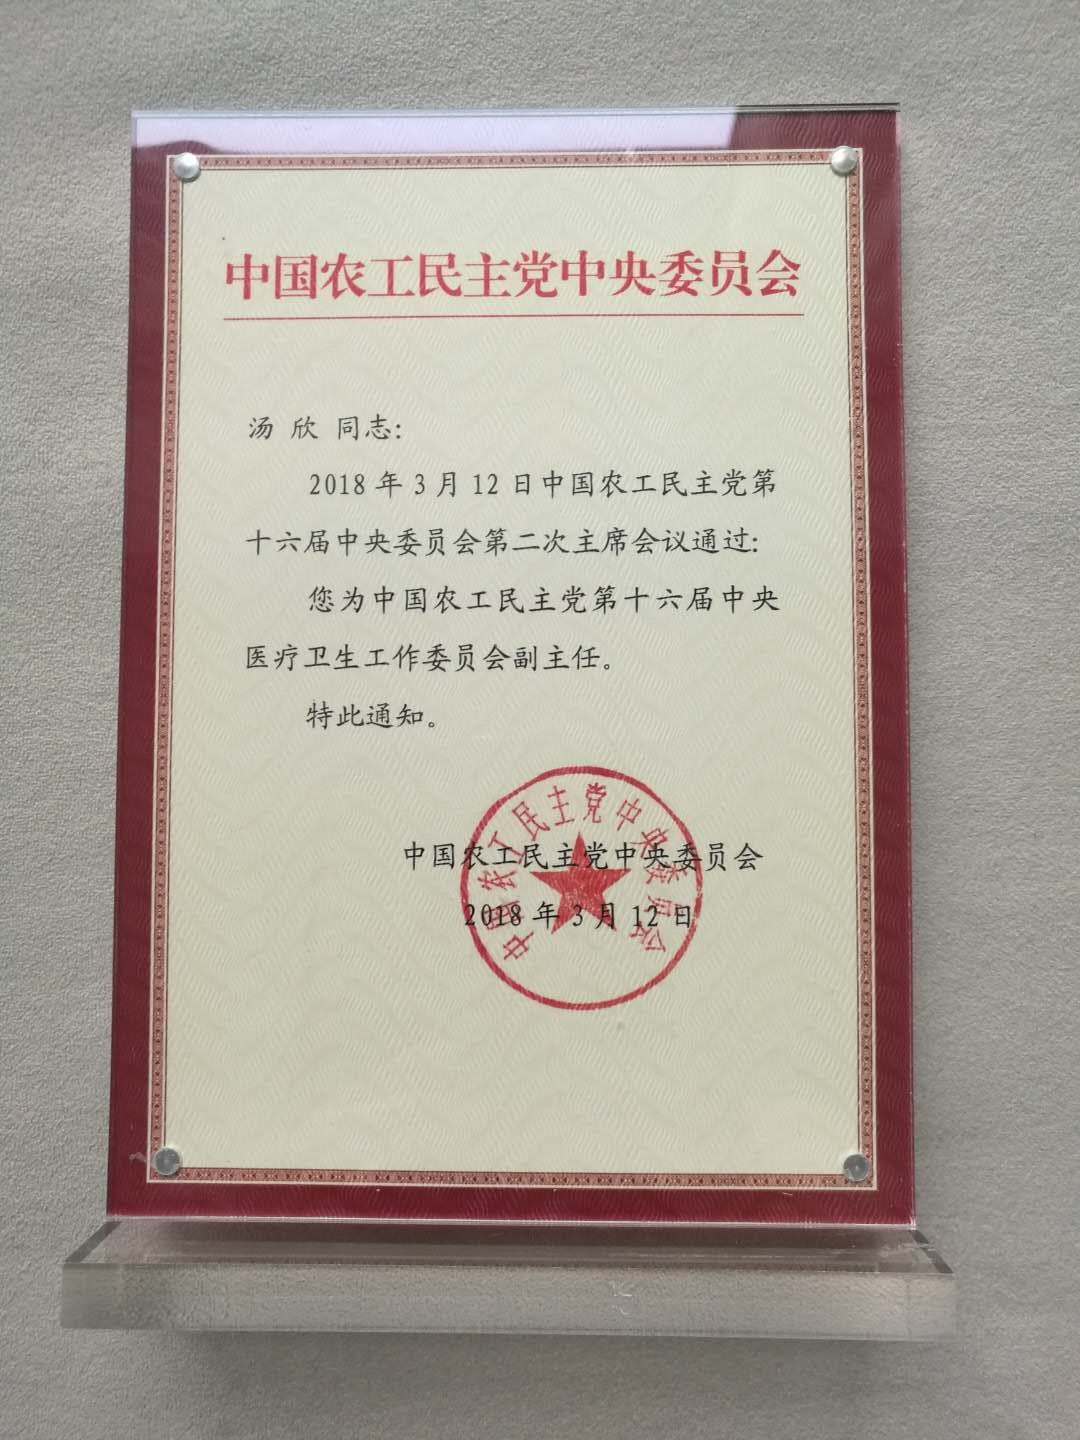 中国农工民主党中央委员会
汤 欣 同志：
2018 年 3 月 12 日中国农工民主党第
十六届中央委员会第二次主席会议通过：
您为中国农工民主党第十六届中央
医疗卫生工作委员会副主任。
特此通知。
中国农工民主党中央委员会
2018 年 3 月 12 日
中国农工民主党中央委员会